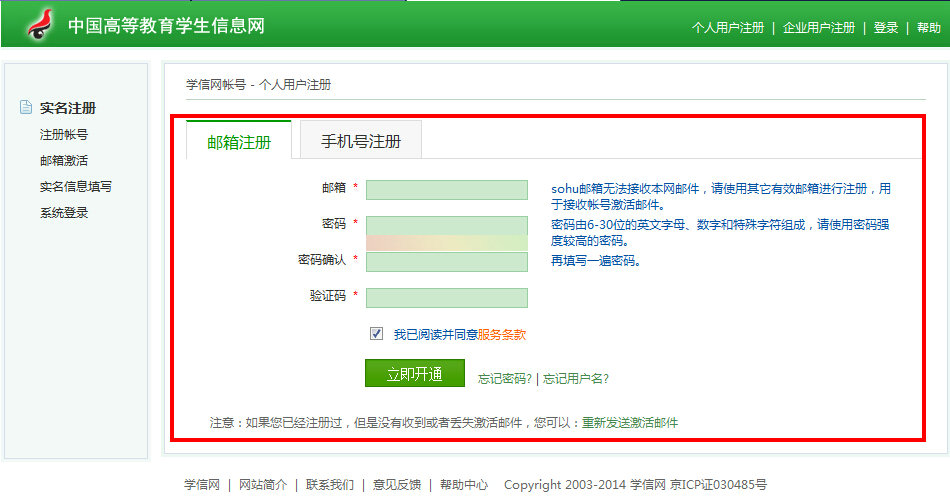 中国高等教育学生信息网
个人用户注册 | 企业用户注册 | 登录 | 帮助
实名注册
注册帐号
邮箱激活
实名信息填写
系统登录
学信网帐号 - 个人用户注册
邮箱注册 手机号注册
邮箱 * sohu邮箱无法接收本网邮件，请使用其它有效邮箱进行注册，用
于接收帐号激活邮件。
密码 * 密码由6-30位的英文字母、数字和特殊字符组成，请使用密码强
度较高的密码。
密码确认 * 再填写一遍密码。
验证码 *
我已阅读并同意服务条款
立即开通 忘记密码? | 忘记用户名?
注意：如果您已经注册过，但是没有收到或者丢失激活邮件，您可以：重新发送激活邮件
学信网 | 网站简介 | 联系我们 | 意见反馈 | 帮助中心 Copyright 2003-2014 学信网 京ICP证030485号